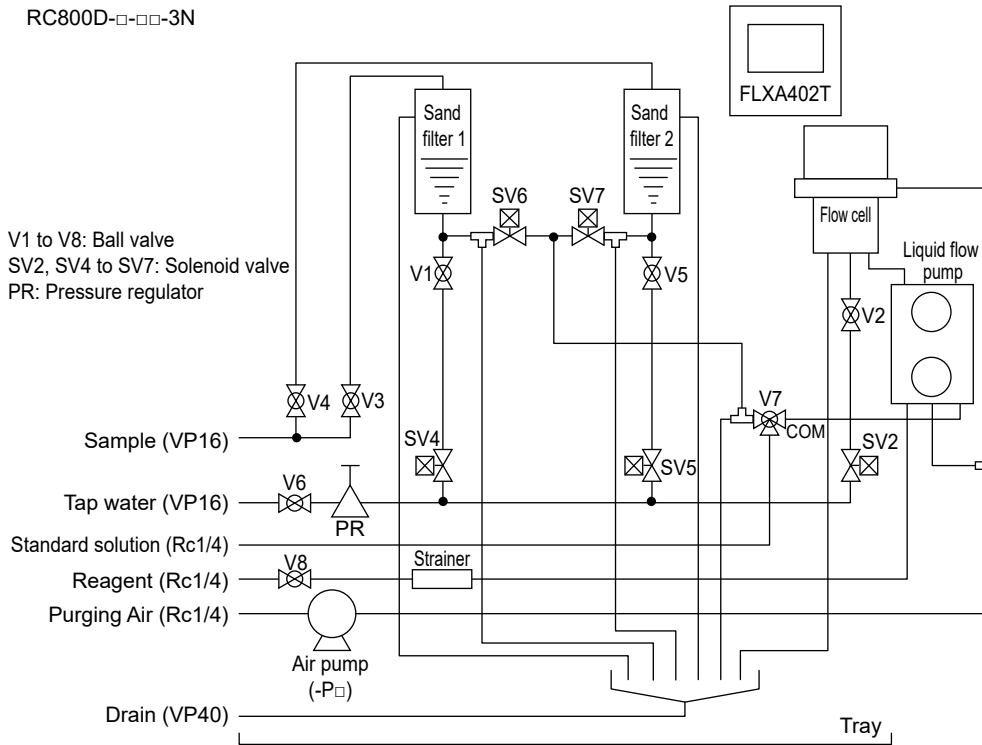 RC800D-□-□□-3N
FLXA402T
Sand
filter 1
Sand
filter 2
SV6
SV7
Flow cell
V1 to V8: Ball valve
SV2, SV4 to SV7: Solenoid valve
PR: Pressure regulator
V1
V5
Liquid flow
pump
V2
V4
V3
V7
COM
Sample (VP16)
SV4
SV5
SV2
V6
Tap water (VP16)
PR
Standard solution (Rc1/4)
V8
Strainer
Reagent (Rc1/4)
Purging Air (Rc1/4)
Air pump
(-P□)
Drain (VP40)
Tray